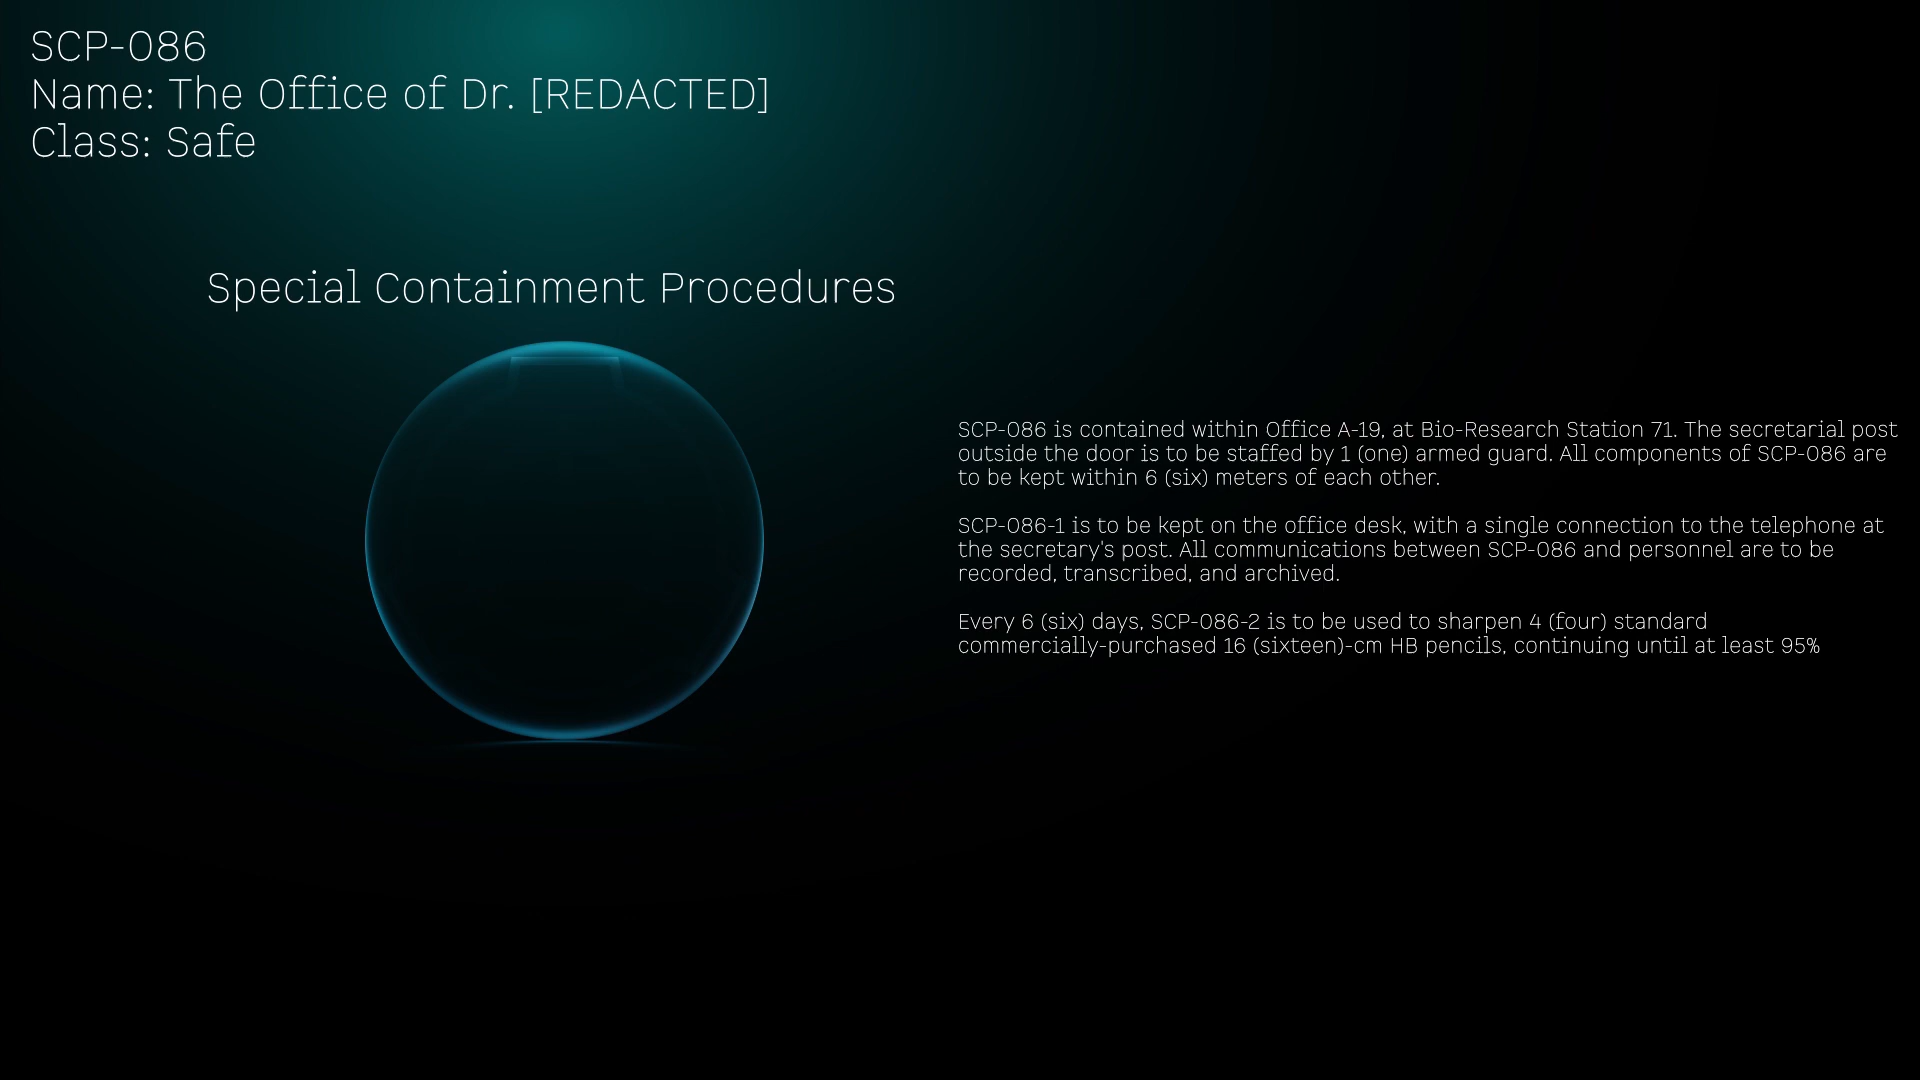 SCP-086
Name: The Office of Dr. [REDACTED]
Class: Safe
Special Containment Procedures
SCP-086 is contained within Office A-19, at Bio-Research Station 71. The secretarial post
outside the door is to be staffed by 1 (one) armed guard. All components of SCP-086 are
to be kept within 6 (six) meters of each other.
SCP-086-1 is to be kept on the office desk, with a single connection to the telephone at
the secretary's post. All communications between SCP-086 and personnel are to be
recorded, transcribed, and archived.
Every 6 (six) days, SCP-086-2 is to be used to sharpen 4 (four) standard
commercially-purchased 16 (sixteen)-cm HB pencils, continuing until at least 95%